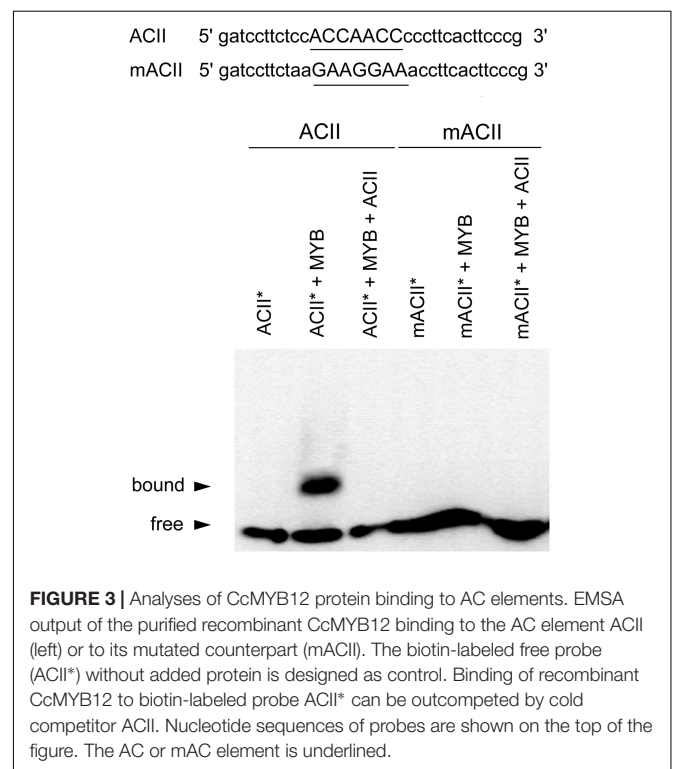 ACII 5' gatccttctccACCAACCcccttcacttcccg 3'
mACII 5' gatccttctaaGAAGGAAaccttcacttcccg 3'
ACII mACII
ACII*
ACII* + MYB
ACII* + MYB + ACII
mACII*
mACII* + MYB
mACII* + MYB + ACII
bound ►
free ►
FIGURE 3 | Analyses of CcMYB12 protein binding to AC elements. EMSA
output of the purified recombinant CcMYB12 binding to the AC element ACII
(left) or to its mutated counterpart (mACII). The biotin-labeled free probe
(ACII*) without added protein is designed as control. Binding of recombinant
CcMYB12 to biotin-labeled probe ACII* can be outcompeted by cold
competitor ACII. Nucleotide sequences of probes are shown on the top of the
figure. The AC or mAC element is underlined.